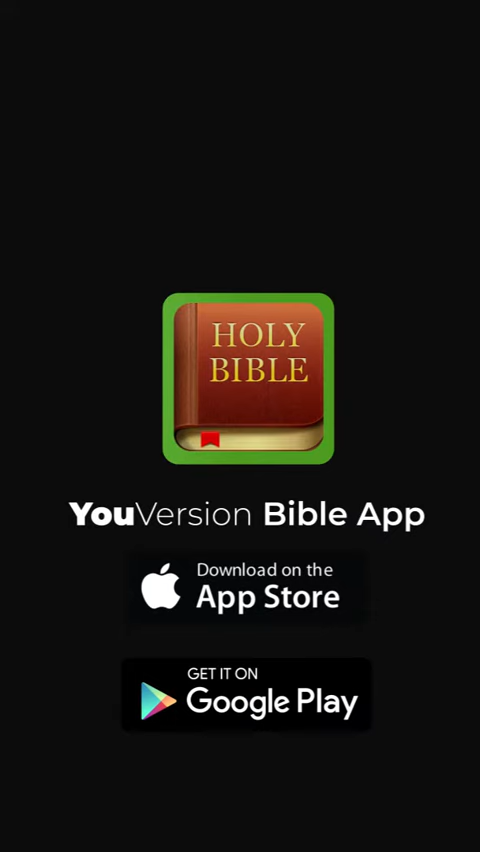 HOLY
BIBLE
YouVersion Bible App
Download on the
App Store
GET IT ON
Google Play